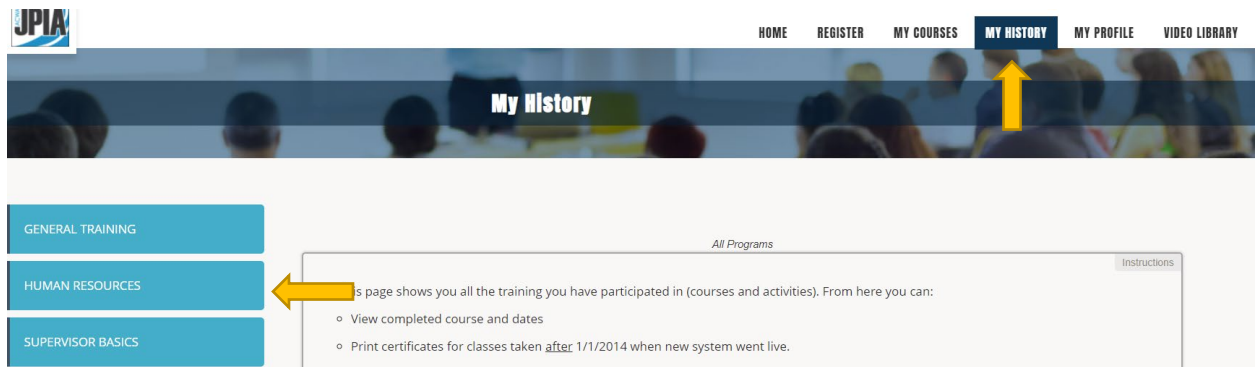 JPIA
HOME REGISTER MY COURSES MY HISTORY MY PROFILE VIDEO LIBRARY
My History
GENERAL TRAINING
HUMAN RESOURCES
SUPERVISOR BASICS
All Programs
Instructions
page shows you all the training you have participated in (courses and activities). From here you can:
View completed course and dates
Print certificates for classes taken after 1/1/2014 when new system went live.